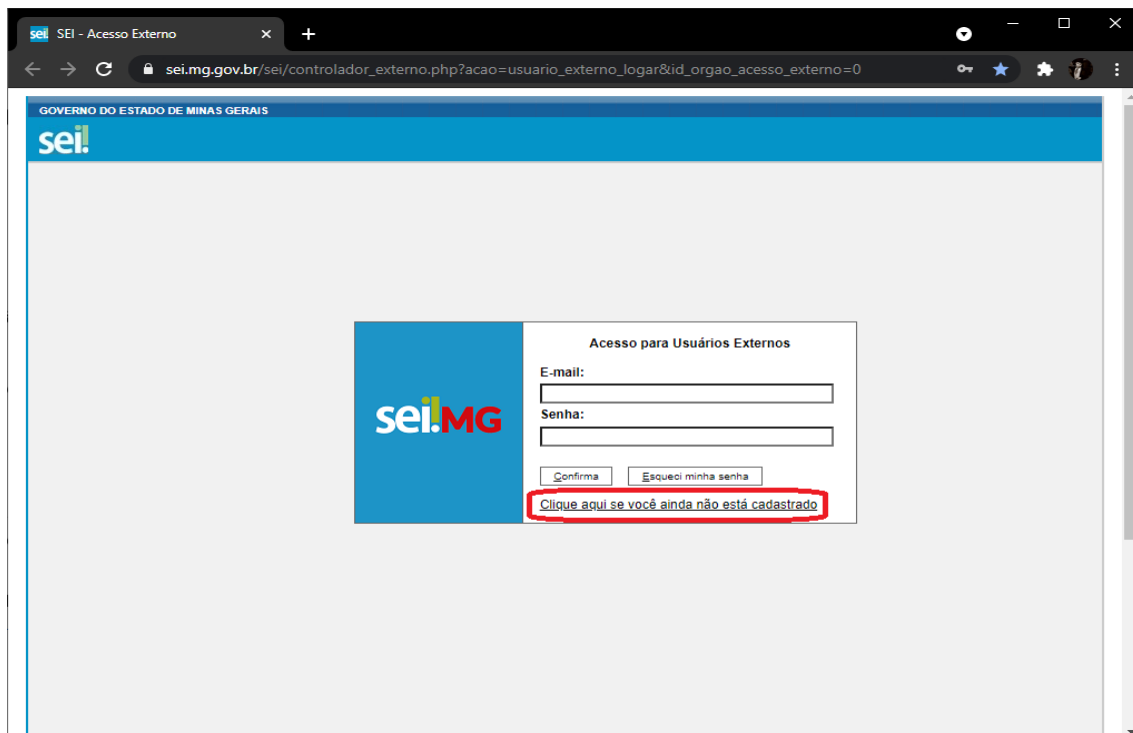 sei! SEI - Acesso Externo
sei.mg.gov.br/sei/controlador_externo.php?acao=usuario_externo_logar&id_orgao_acesso_externo=0
GOVERNO DO ESTADO DE MINAS GERAIS
sei!
sei!MG
Acesso para Usuários Externos
E-mail:
Senha:
Confirma Esqueci minha senha
Clique aqui se você ainda não está cadastrado